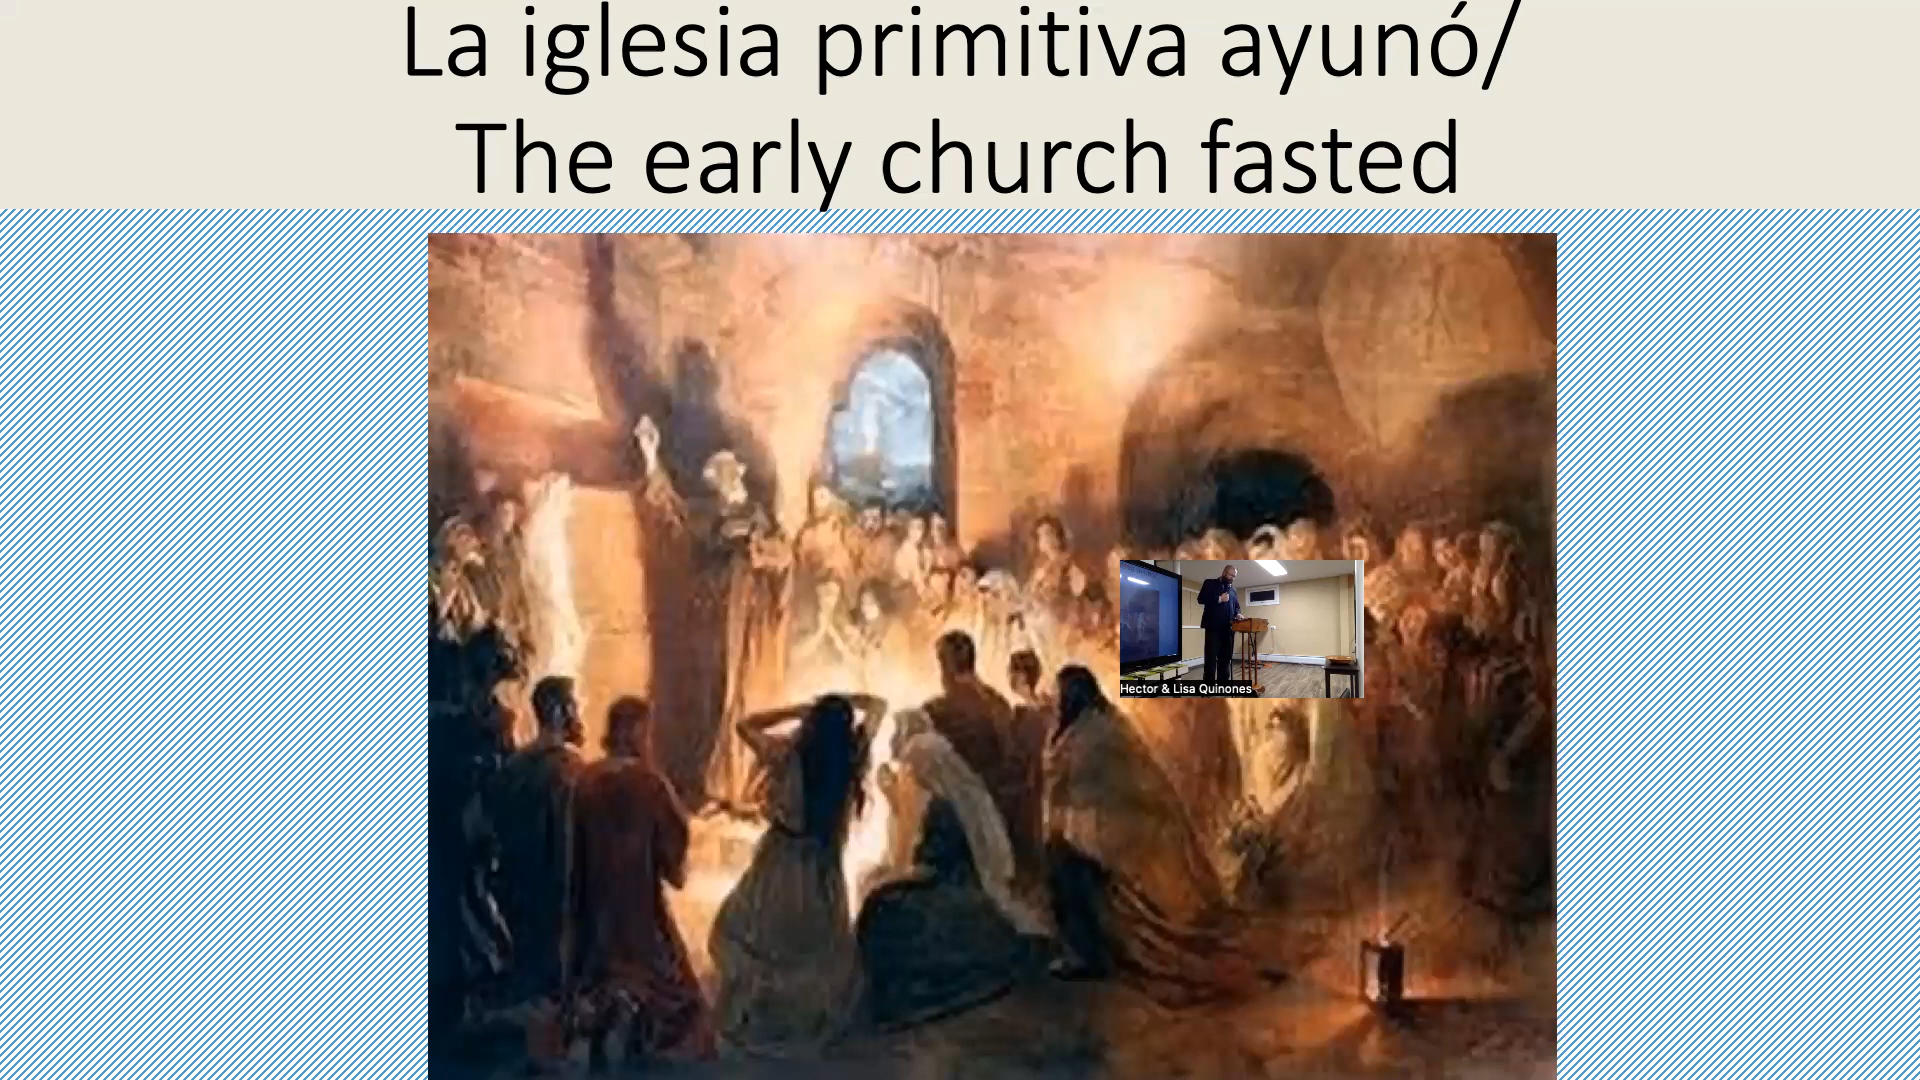 La iglesia primitiva ayunó/
The early church fasted
Hector & Lisa Quinones